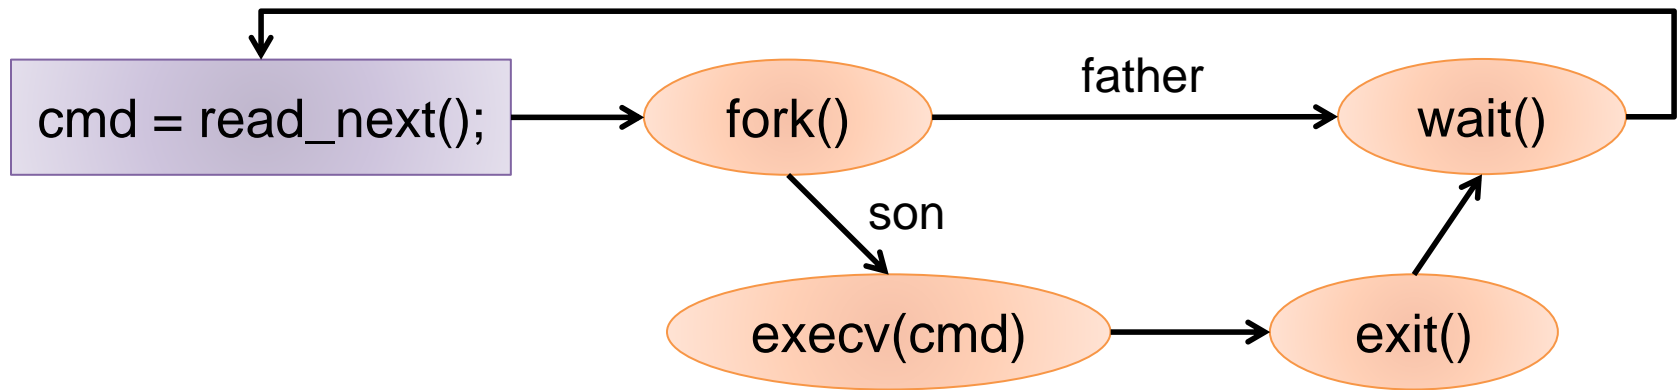 father
cmd = read_next();
fork()
wait()
son
execv(cmd)
exit()